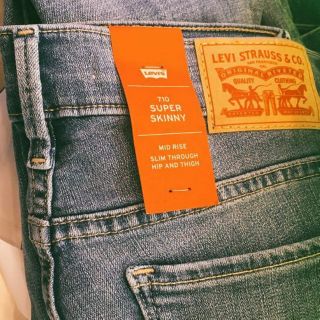 Levi's
710
SUPER
SKINNY
MID RISE
SLIM THROUGH
HIP AND THIGH
LEVI STRAUSS & CO.
ORIGINAL RIVETED
QUALITY CLOTHING